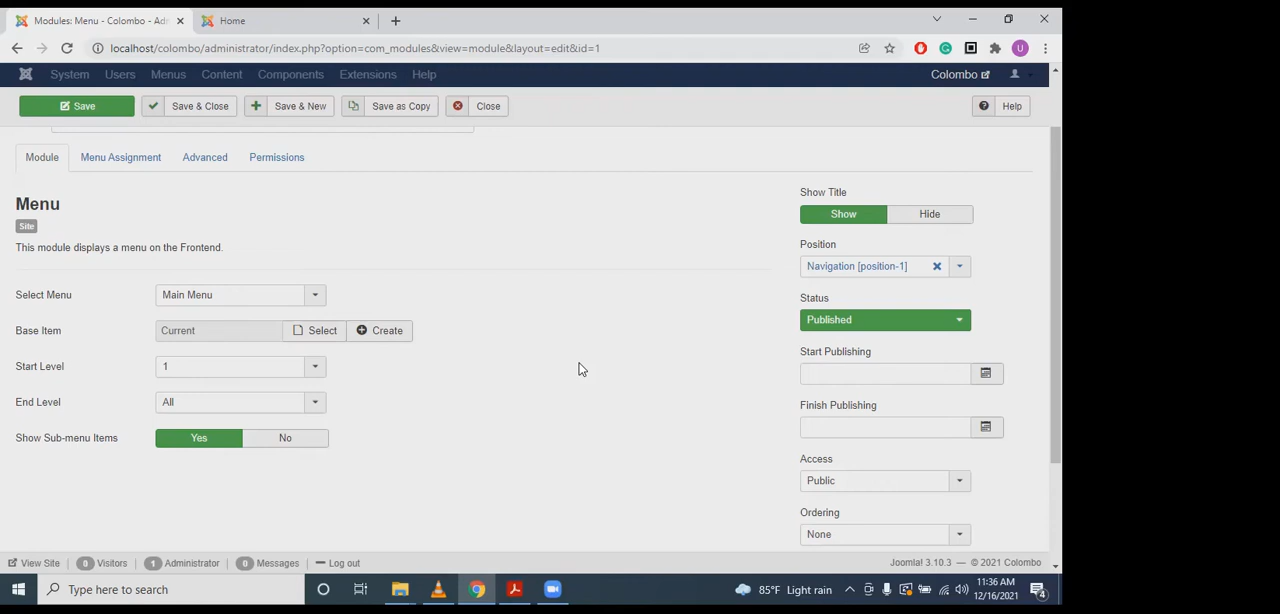 Modules: Menu - Colombo - Adm
Home
localhost/colombo/administrator/index.php?option=com_modules&view=module&layout=edit&id=1
U
System Users Menus Content Components Extensions Help Colombo
Save Save & Close Save & New Save as Copy Close Help
Module Menu Assignment Advanced Permissions
Menu
Site
This module displays a menu on the Frontend.
Select Menu Main Menu
Base Item Current Select Create
Start Level 1
End Level All
Show Sub-menu Items Yes No
Show Title
Show Hide
Position
Navigation [position-1]
Status
Published
Start Publishing
Finish Publishing
Access
Public
Ordering
None
View Site 0 Visitors 1 Administrator 0 Messages Log out Joomla! 3.10.3 — © 2021 Colombo
Type here to search 85°F Light rain 11:36 AM
12/16/2021
4